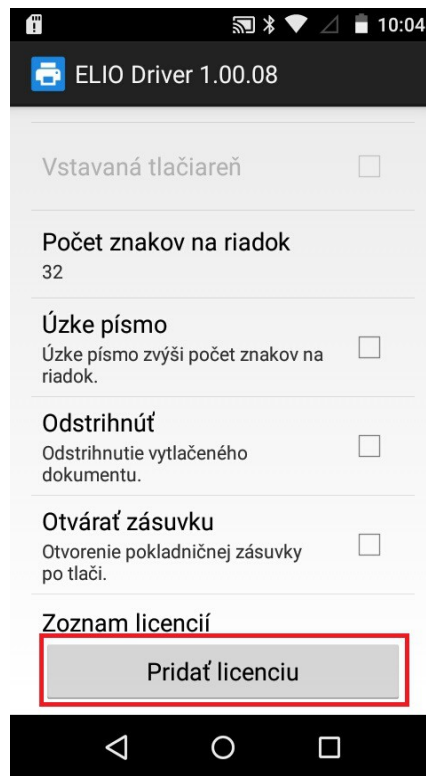 10:04
ELIO Driver 1.00.08
Vstavaná tlačiareň
Počet znakov na riadok
32
Úzke písmo
Úzke písmo zvýši počet znakov na
riadok.
Odstrihnúť
Odstrihnutie vytlačeného
dokumentu.
Otvárať zásuvku
Otvorenie pokladničnej zásuvky
po tlači.
Zoznam licencií
Pridať licenciu